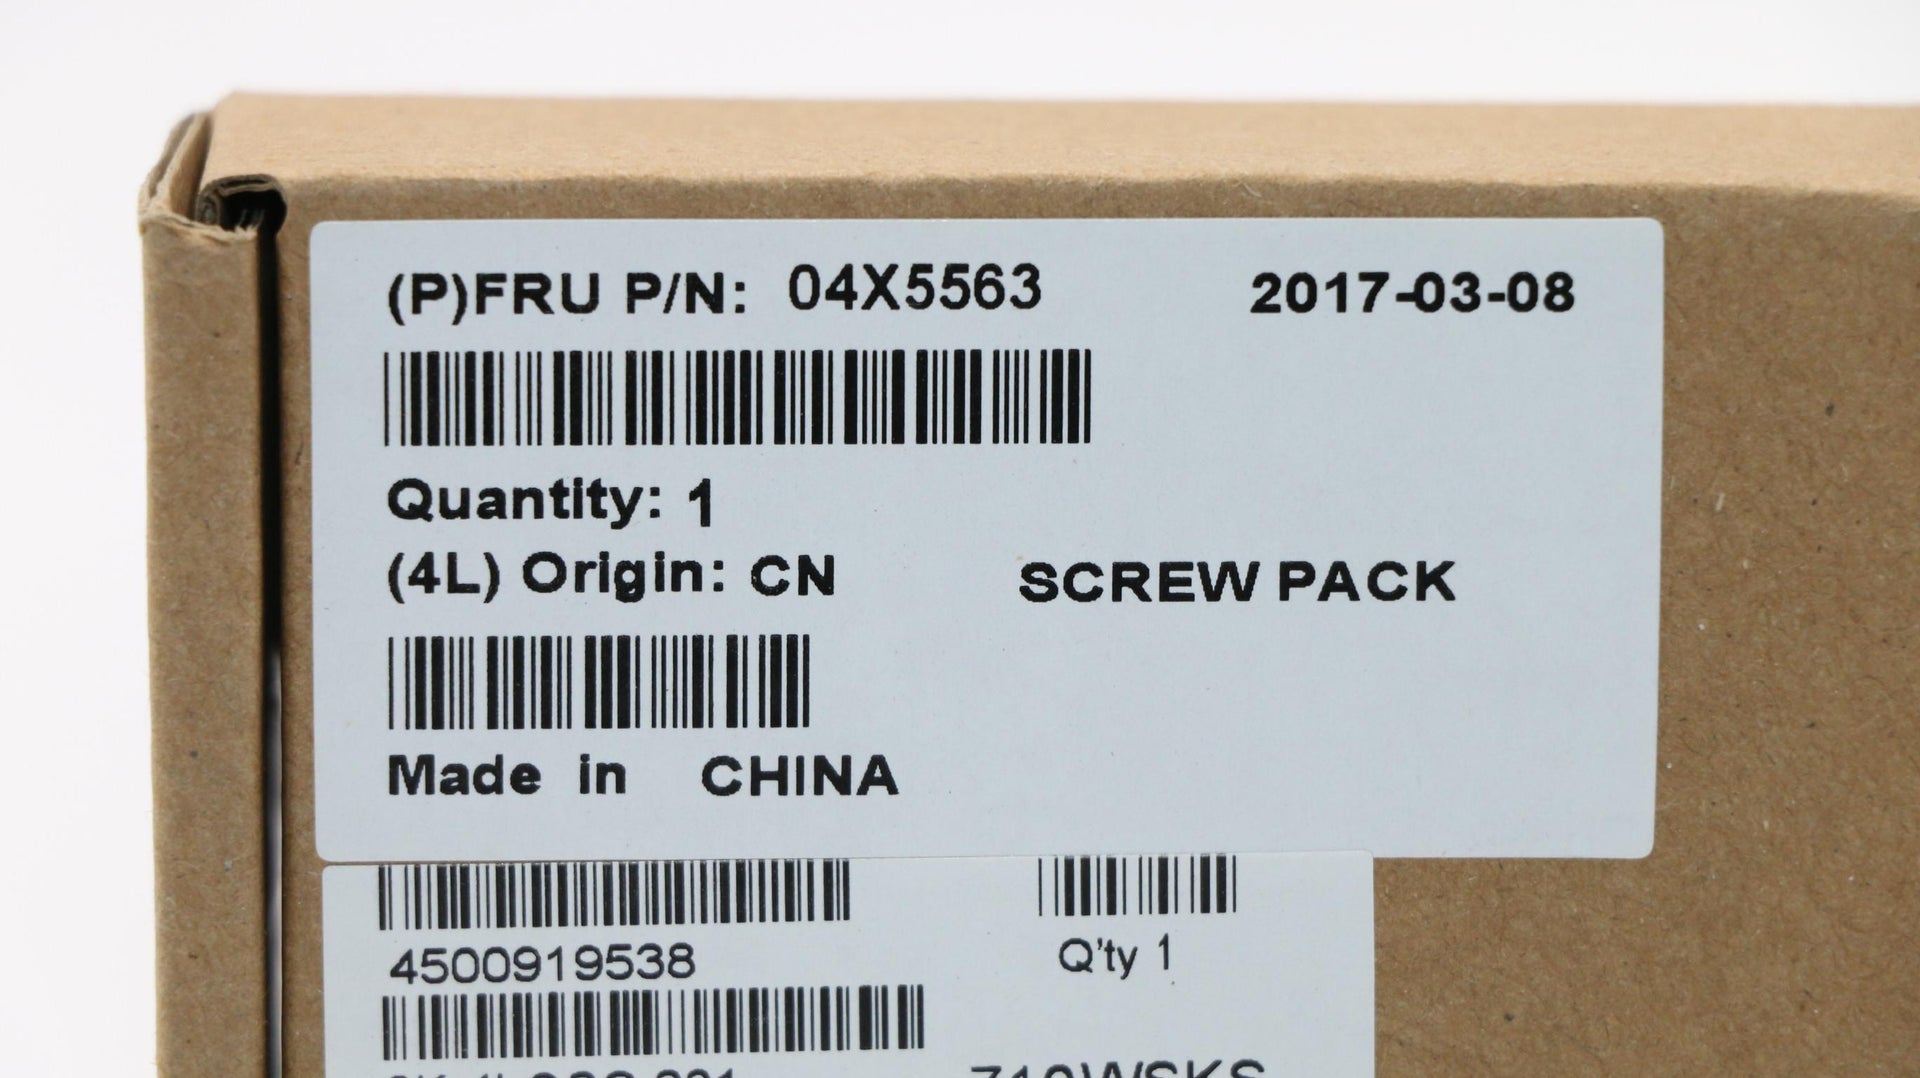 (P)FRU P/N: 04X5563 2017-03-08
Quantity: 1
(4L) Origin: CN SCREW PACK
Made in CHINA
4500919538 Q'ty 1